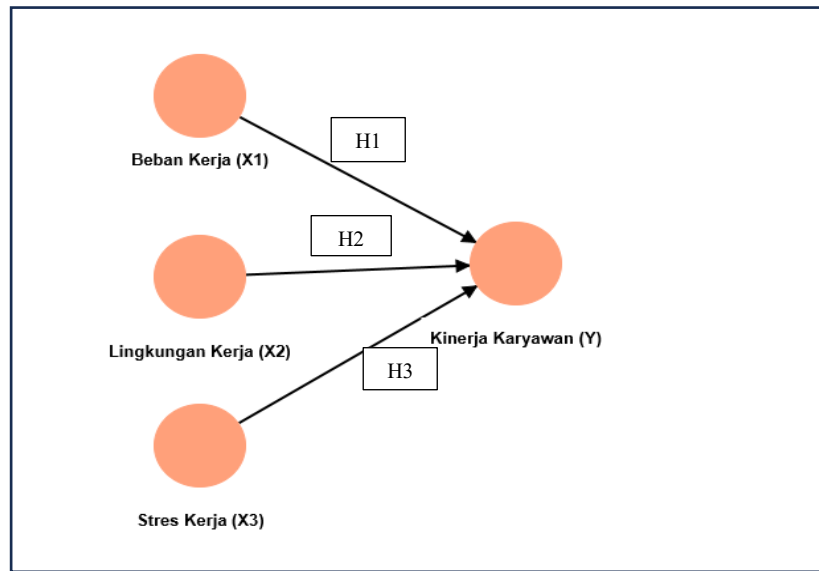 H1
Beban Kerja (X1)
H2
Kinerja Karyawan (Y)
Lingkungan Kerja (X2)
H3
Stres Kerja (X3)